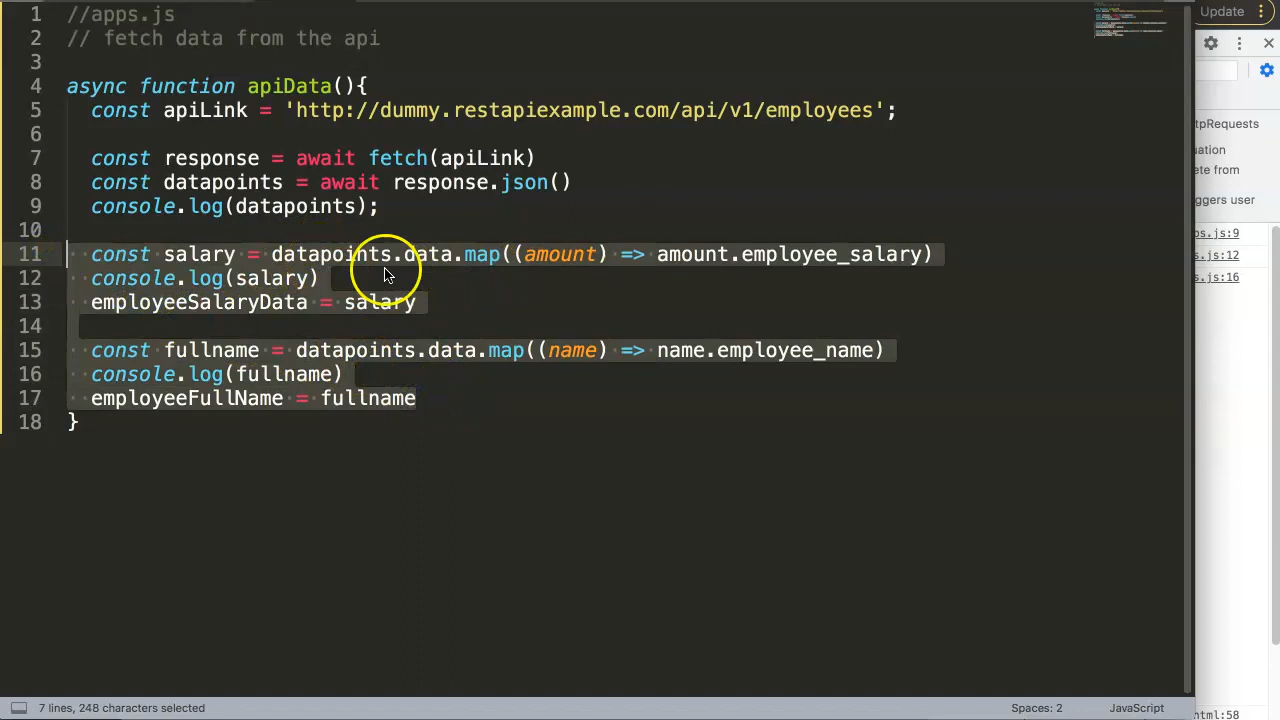 1 //apps.js
2 // fetch data from the api
3
4 async function apiData(){
5 const apiLink = 'http://dummy.restapiexample.com/api/v1/employees';
6
7 const response = await fetch(apiLink)
8 const datapoints = await response.json()
9 console.log(datapoints);
10
11 const salary = datapoints.data.map((amount) => amount.employee_salary)
12 console.log(salary)
13 employeeSalaryData = salary
14
15 const fullname = datapoints.data.map((name) => name.employee_name)
16 console.log(fullname)
17 employeeFullName = fullname
18 }
Update
tpRequests
uation
ete from
ggers user
ps.js:9
ps.js:12
ps.js:16
html:58
7 lines, 248 characters selected
Spaces: 2
JavaScript